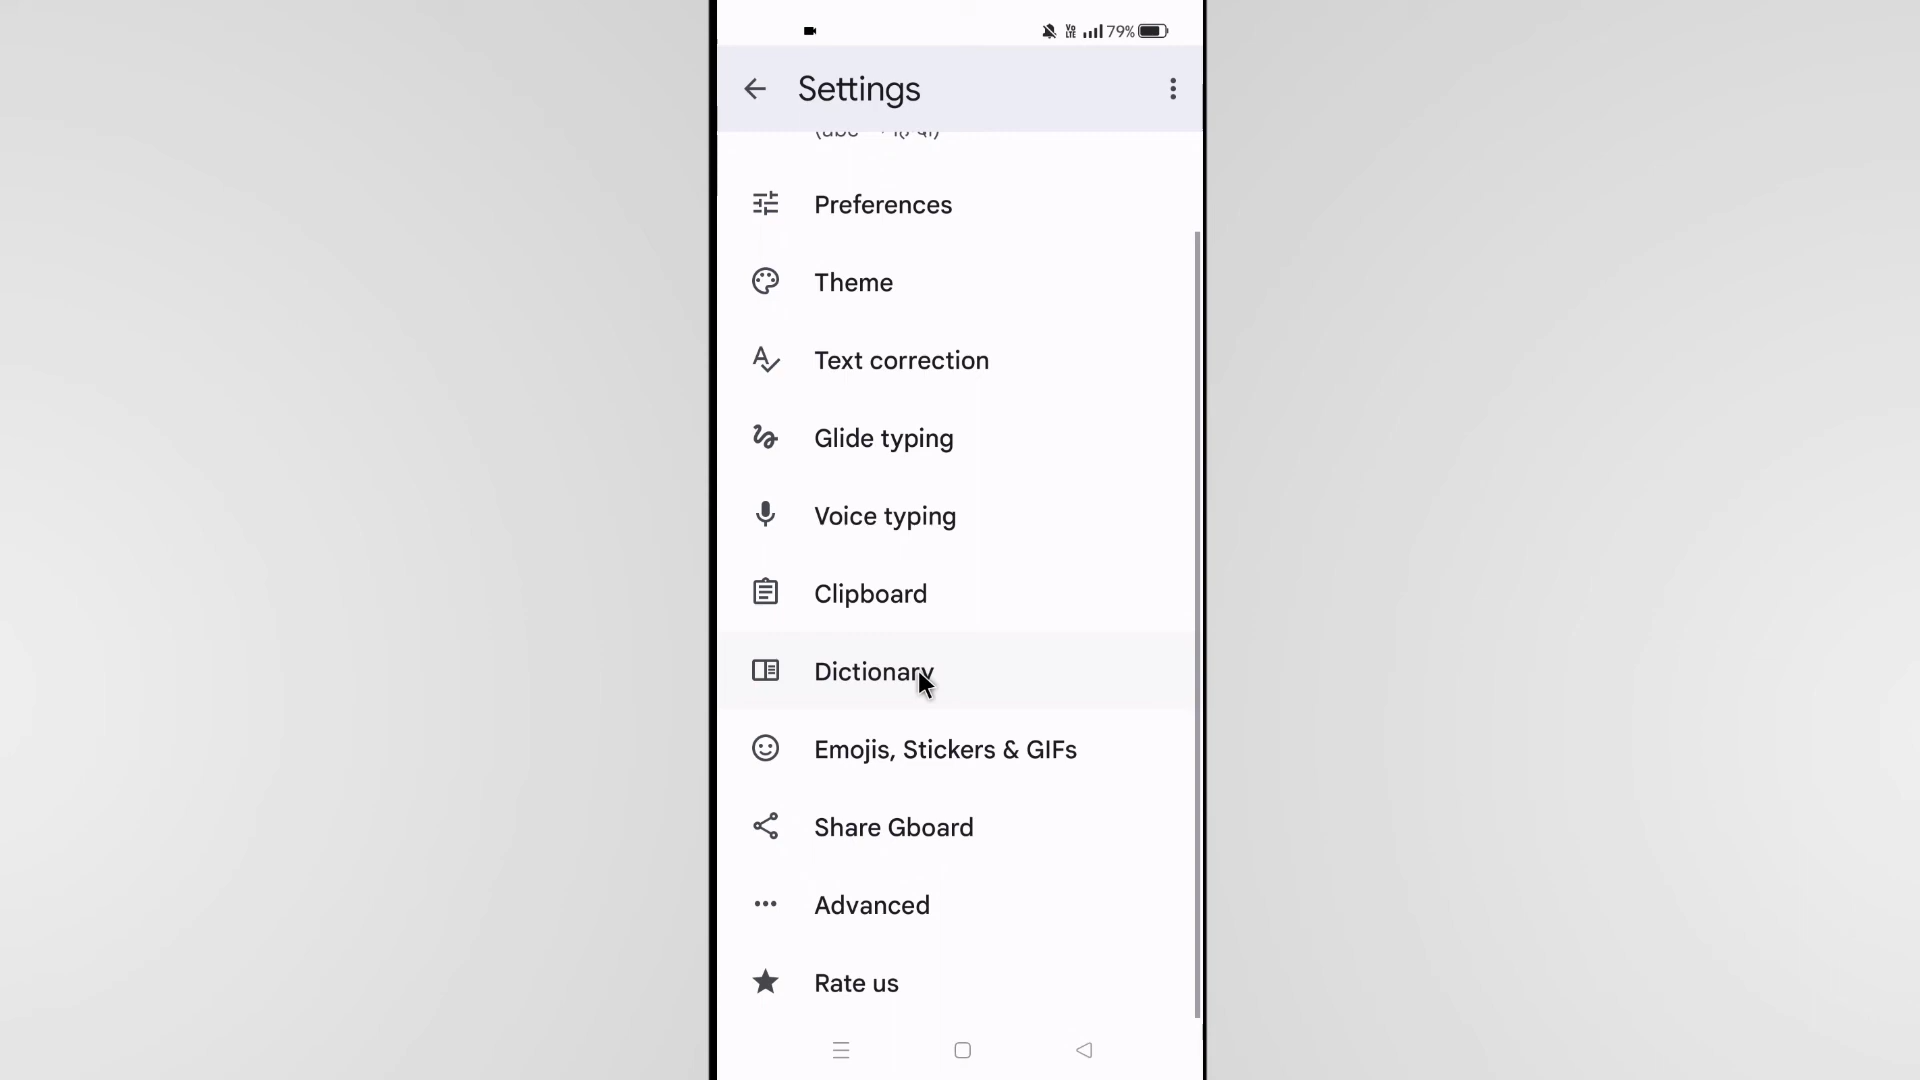 79%
Settings
Preferences
Theme
Text correction
Glide typing
Voice typing
Clipboard
Dictionary
Emojis, Stickers & GIFs
Share Gboard
Advanced
Rate us